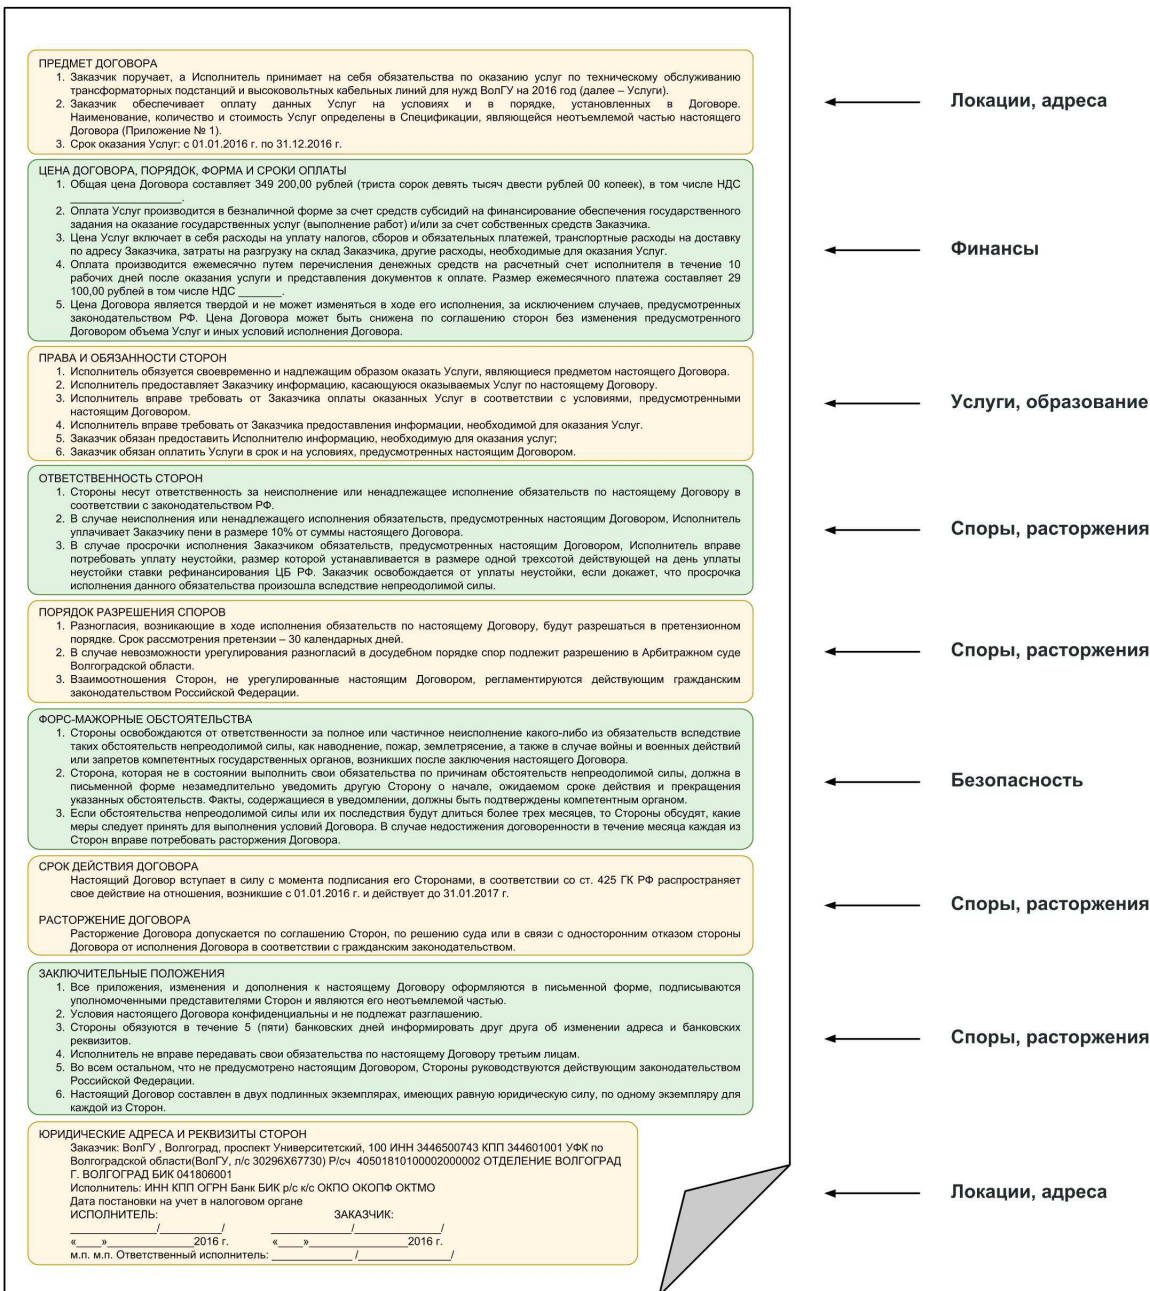 ПРЕДМЕТ ДОГОВОРА
1. Заказчик поручает, а Исполнитель принимает на себя обязательства по оказанию услуг по техническому обслуживанию
трансформаторных подстанций и высоковольтных кабельных линий для нужд ВолГУ на 2016 год (далее – Услуги).
2. Заказчик обеспечивает оплату данных Услуг на условиях и в порядке, установленных в Договоре.
Наименование, количество и стоимость Услуг определены в Спецификации, являющейся неотъемлемой частью настоящего
Договора (Приложение № 1).
3. Срок оказания Услуг: с 01.01.2016 г. по 31.12.2016 г.
Локации, адреса
ЦЕНА ДОГОВОРА, ПОРЯДОК, ФОРМА И СРОКИ ОПЛАТЫ
1. Общая цена Договора составляет 349 200,00 рублей (триста сорок девять тысяч двести рублей 00 копеек), в том числе НДС
___________________.
2. Оплата Услуг производится в безналичной форме за счет средств субсидий на финансирование обеспечения государственного
задания на оказание государственных услуг (выполнение работ) и/или за счет собственных средств Заказчика.
3. Цена Услуг включает в себя расходы на уплату налогов, сборов и обязательных платежей, транспортные расходы на доставку
по адресу Заказчика, затраты на разгрузку на склад Заказчика, другие расходы, необходимые для оказания Услуг.
4. Оплата производится ежемесячно путем перечисления денежных средств на расчетный счет исполнителя в течение 10
рабочих дней после оказания услуги и представления документов к оплате. Размер ежемесячного платежа составляет 29
100,00 рублей в том числе НДС _______.
5. Цена Договора является твердой и не может изменяться в ходе его исполнения, за исключением случаев, предусмотренных
законодательством РФ. Цена Договора может быть снижена по соглашению сторон без изменения предусмотренного
Договором объема Услуг и иных условий исполнения Договора.
Финансы
ПРАВА И ОБЯЗАННОСТИ СТОРОН
1. Исполнитель обязуется своевременно и надлежащим образом оказать Услуги, являющиеся предметом настоящего Договора.
2. Исполнитель предоставляет Заказчику информацию, касающуюся оказываемых Услуг по настоящему Договору.
3. Исполнитель вправе требовать от Заказчика оплаты оказанных Услуг в соответствии с условиями, предусмотренными
настоящим Договором.
4. Исполнитель вправе требовать от Заказчика предоставления информации, необходимой для оказания Услуг.
5. Заказчик обязан предоставить Исполнителю информацию, необходимую для оказания услуг;
6. Заказчик обязан оплатить Услуги в срок и на условиях, предусмотренных настоящим Договором.
Услуги, образование
ОТВЕТСТВЕННОСТЬ СТОРОН
1. Стороны несут ответственность за неисполнение или ненадлежащее исполнение обязательств по настоящему Договору в
соответствии с законодательством РФ.
2. В случае неисполнения или ненадлежащего исполнения обязательств, предусмотренных настоящим Договором, Исполнитель
уплачивает Заказчику пени в размере 10% от суммы настоящего Договора.
3. В случае просрочки исполнения Заказчиком обязательств, предусмотренных настоящим Договором, Исполнитель вправе
потребовать уплату неустойки, размер которой устанавливается в размере одной трехсотой действующей на день уплаты
неустойки ставки рефинансирования ЦБ РФ. Заказчик освобождается от уплаты неустойки, если докажет, что просрочка
исполнения данного обязательства произошла вследствие непреодолимой силы.
Споры, расторжения
ПОРЯДОК РАЗРЕШЕНИЯ СПОРОВ
1. Разногласия, возникающие в ходе исполнения обязательств по настоящему Договору, будут разрешаться в претензионном
порядке. Срок рассмотрения претензии – 30 календарных дней.
2. В случае невозможности урегулирования разногласий в досудебном порядке спор подлежит разрешению в Арбитражном суде
Волгоградской области.
3. Взаимоотношения Сторон, не урегулированные настоящим Договором, регламентируются действующим гражданским
законодательством Российской Федерации.
Споры, расторжения
ФОРС-МАЖОРНЫЕ ОБСТОЯТЕЛЬСТВА
1. Стороны освобождаются от ответственности за полное или частичное неисполнение какого-либо из обязательств вследствие
таких обстоятельств непреодолимой силы, как наводнение, пожар, землетрясение, а также в случае войны и военных действий
или запретов компетентных государственных органов, возникших после заключения настоящего Договора.
2. Сторона, которая не в состоянии выполнить свои обязательства по причинам обстоятельств непреодолимой силы, должна в
письменной форме незамедлительно уведомить другую Сторону о начале, ожидаемом сроке действия и прекращения
указанных обстоятельств. Факты, содержащиеся в уведомлении, должны быть подтверждены компетентным органом.
3. Если обстоятельства непреодолимой силы или их последствия будут длиться более трех месяцев, то Стороны обсудят, какие
меры следует принять для выполнения условий Договора. В случае недостижения договоренности в течение месяца каждая из
Сторон вправе потребовать расторжения Договора.
Безопасность
СРОК ДЕЙСТВИЯ ДОГОВОРА
Настоящий Договор вступает в силу с момента подписания его Сторонами, в соответствии со ст. 425 ГК РФ распространяет
свое действие на отношения, возникшие с 01.01.2016 г. и действует до 31.01.2017 г.
РАСТОРЖЕНИЕ ДОГОВОРА
Расторжение Договора допускается по соглашению Сторон, по решению суда или в связи с односторонним отказом стороны
Договора от исполнения Договора в соответствии с гражданским законодательством.
Споры, расторжения
ЗАКЛЮЧИТЕЛЬНЫЕ ПОЛОЖЕНИЯ
1. Все приложения, изменения и дополнения к настоящему Договору оформляются в письменной форме, подписываются
уполномоченными представителями Сторон и являются его неотъемлемой частью.
2. Условия настоящего Договора конфиденциальны и не подлежат разглашению.
3. Стороны обязуются в течение 5 (пяти) банковских дней информировать друг друга об изменении адреса и банковских
реквизитов.
4. Исполнитель не вправе передавать свои обязательства по настоящему Договору третьим лицам.
5. Во всем остальном, что не предусмотрено настоящим Договором, Стороны руководствуются действующим законодательством
Российской Федерации.
6. Настоящий Договор составлен в двух подлинных экземплярах, имеющих равную юридическую силу, по одному экземпляру для
каждой из Сторон.
Споры, расторжения
ЮРИДИЧЕСКИЕ АДРЕСА И РЕКВИЗИТЫ СТОРОН
Заказчик: ВолГУ , Волгоград, проспект Университетский, 100 ИНН 3446500743 КПП 344601001 УФК по
Волгоградской области(ВолГУ, л/с 30296Х67730) Р/сч 40501810100002000002 ОТДЕЛЕНИЕ ВОЛГОГРАД
Г. ВОЛГОГРАД БИК 041806001
Исполнитель: ИНН КПП ОГРН Банк БИК р/с к/с ОКПО ОКОПФ ОКТМО
Дата постановки на учет в налоговом органе
ИСПОЛНИТЕЛЬ: ЗАКАЗЧИК:
_______________/___________/ ______________/_______________/
«____»_______________2016 г. «____»_________________2016 г.
м.п. м.п. Ответственный исполнитель: ______________ /________________/
Локации, адреса